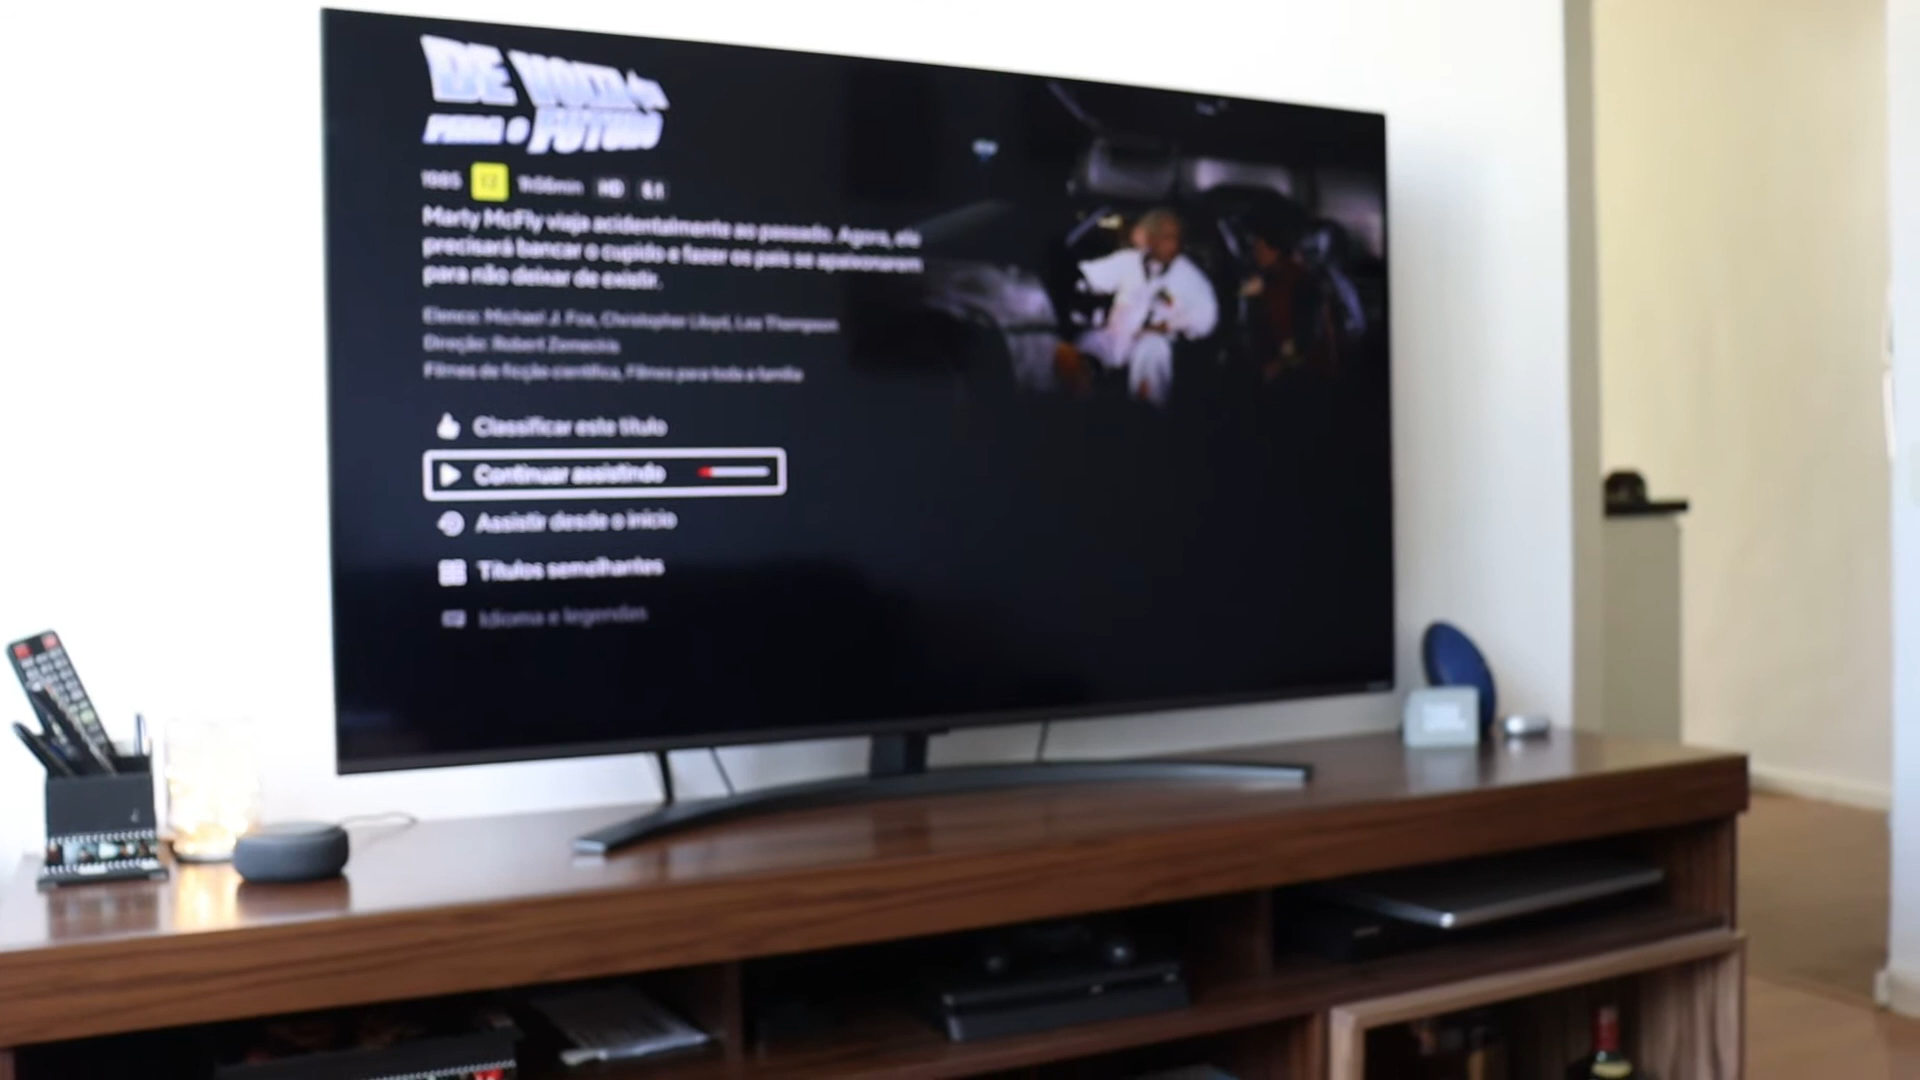 DE VOLTA
PARA O FUTURO
1985 12 1h56min HD 5.1
Marty McFly viaja acidentalmente ao passado. Agora, ele
precisará bancar o cupido e fazer os pais se apaixonarem
para não deixar de existir.
Elenco: Michael J. Fox, Christopher Lloyd, Lea Thompson
Direção: Robert Zemeckis
Filmes de ficção científica, Filmes para toda a família
Classificar este título
Continuar assistindo
Assistir desde o início
Títulos semelhantes
Idioma e legendas